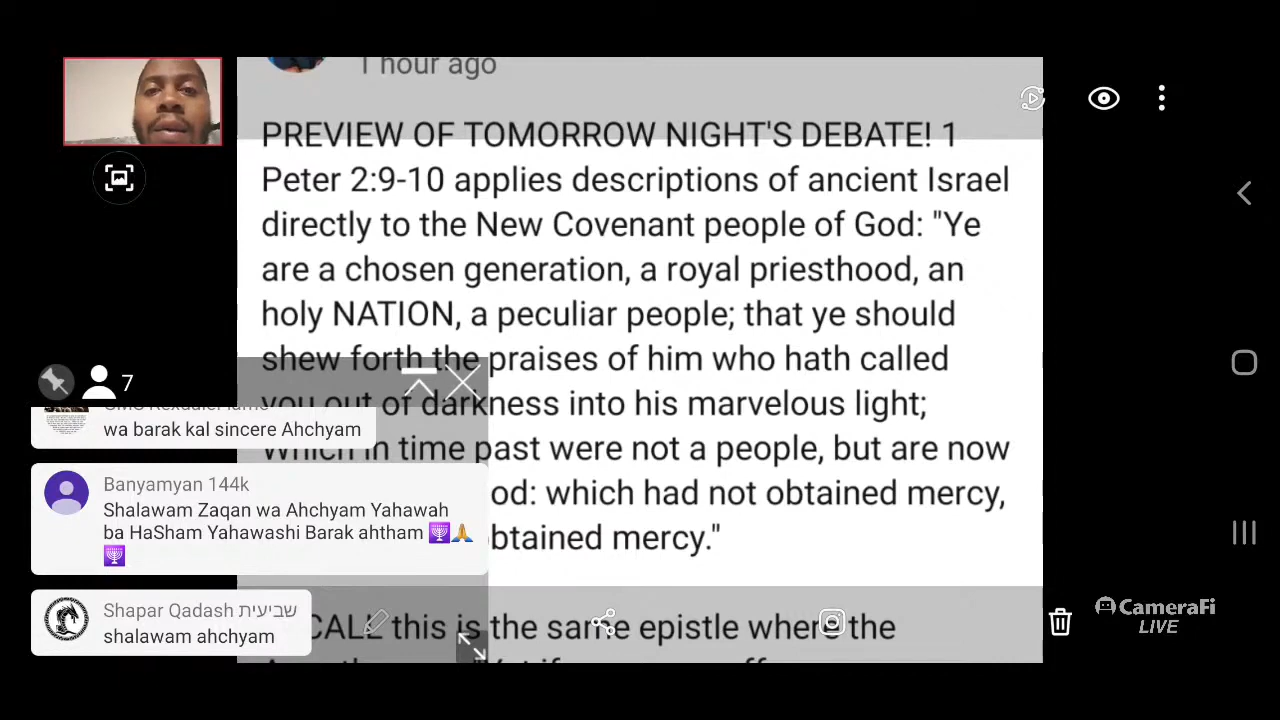 1 hour ago
PREVIEW OF TOMORROW NIGHT'S DEBATE! 1
Peter 2:9-10 applies descriptions of ancient Israel
directly to the New Covenant people of God: "Ye
are a chosen generation, a royal priesthood, an
holy NATION, a peculiar people; that ye should
shew forth the praises of him who hath called
you out of darkness into his marvelous light;
Which in time past were not a people, but are now
od: which had not obtained mercy,
btained mercy."
CALL this is the same epistle where the
7
wa barak kal sincere Ahchyam
Banyamyan 144k
Shalawam Zaqan wa Ahchyam Yahawah
ba HaSham Yahawashi Barak ahtham 🕎🙏
🕎
Shapar Qadash שביעית
shalawam ahchyam
CameraFi
LIVE